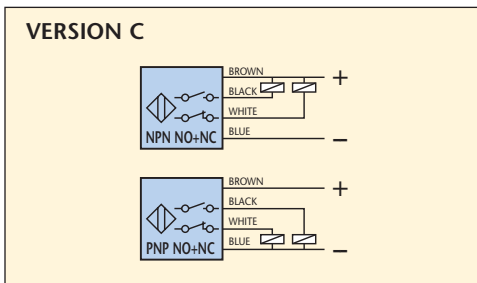 VERSION C
BROWN
+
BLACK
WHITE
BLUE
–
NPN NO+NC
BROWN
+
BLACK
WHITE
BLUE
–
PNP NO+NC